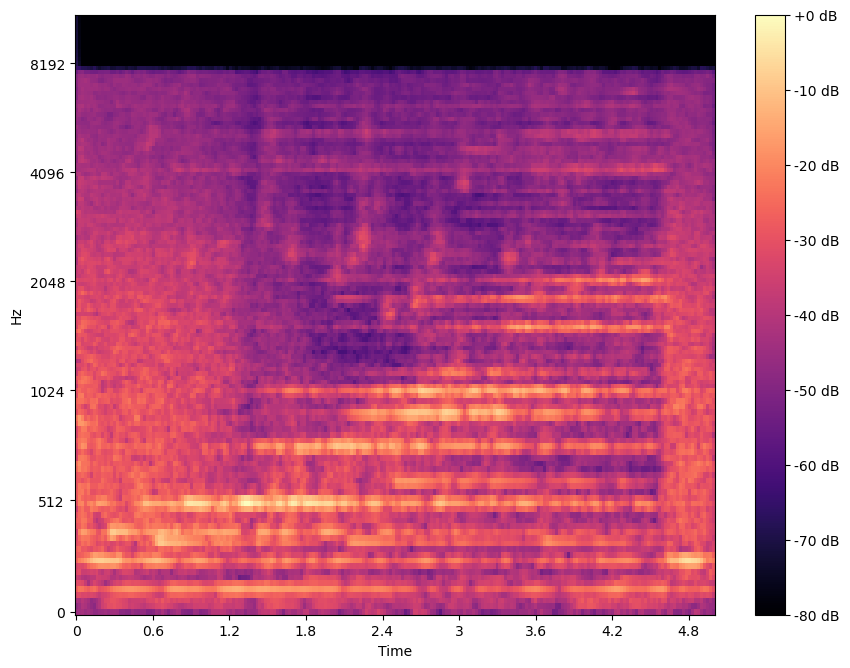 +0 dB
8192
-10 dB
4096
-20 dB
-30 dB
2048
Hz
-40 dB
1024
-50 dB
512
-60 dB
-70 dB
0
-80 dB
0 0.6 1.2 1.8 2.4 3 3.6 4.2 4.8
Time